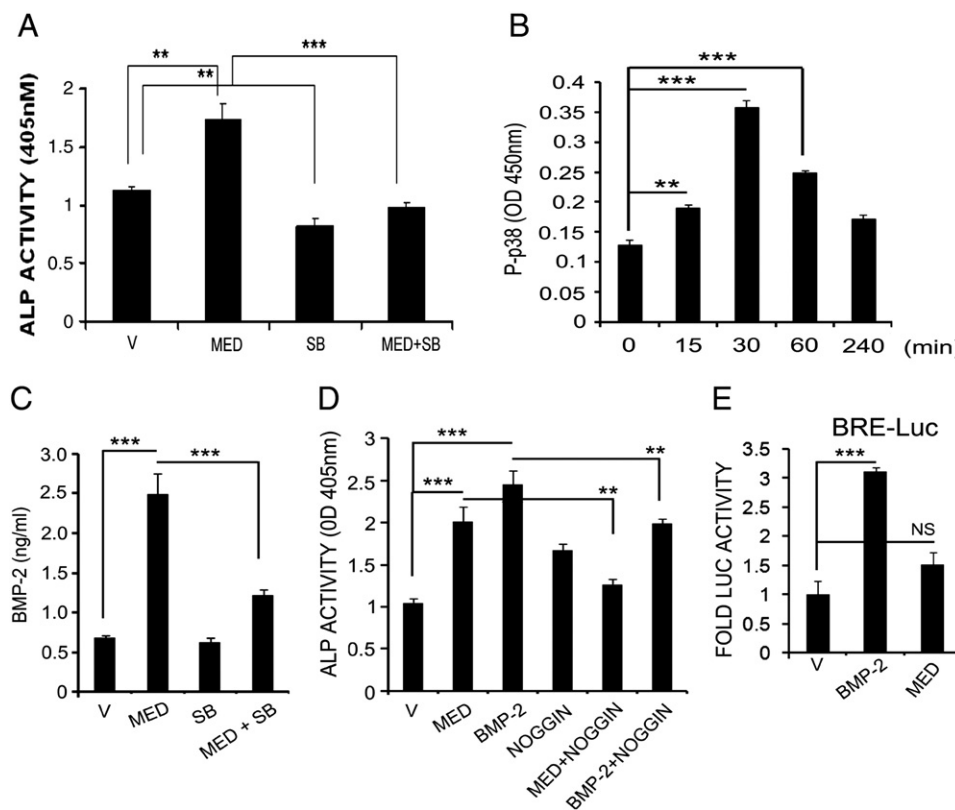 A
ALP ACTIVITY (405nM)
2
1.5
1
0.5
0
**
**
***
V
MED
SB
MED+SB
B
P-p38 (OD 450nm)
0.4
0.35
0.3
0.25
0.2
0.15
0.1
0.05
0
***
***
**
0
15
30
60
240
(min)
C
BMP-2 (ng/ml)
3.0
2.5
2.0
1.5
1.0
0.5
0.0
***
***
V
MED
SB
MED + SB
D
ALP ACTIVITY (0D 405nm)
3
2.5
2
1.5
1
0.5
0
***
**
***
**
V
MED
BMP-2
NOGGIN
MED+NOGGIN
BMP-2+NOGGIN
E
BRE-Luc
FOLD LUC ACTIVITY
3.5
3
2.5
2
1.5
1
0.5
0
***
NS
V
BMP-2
MED